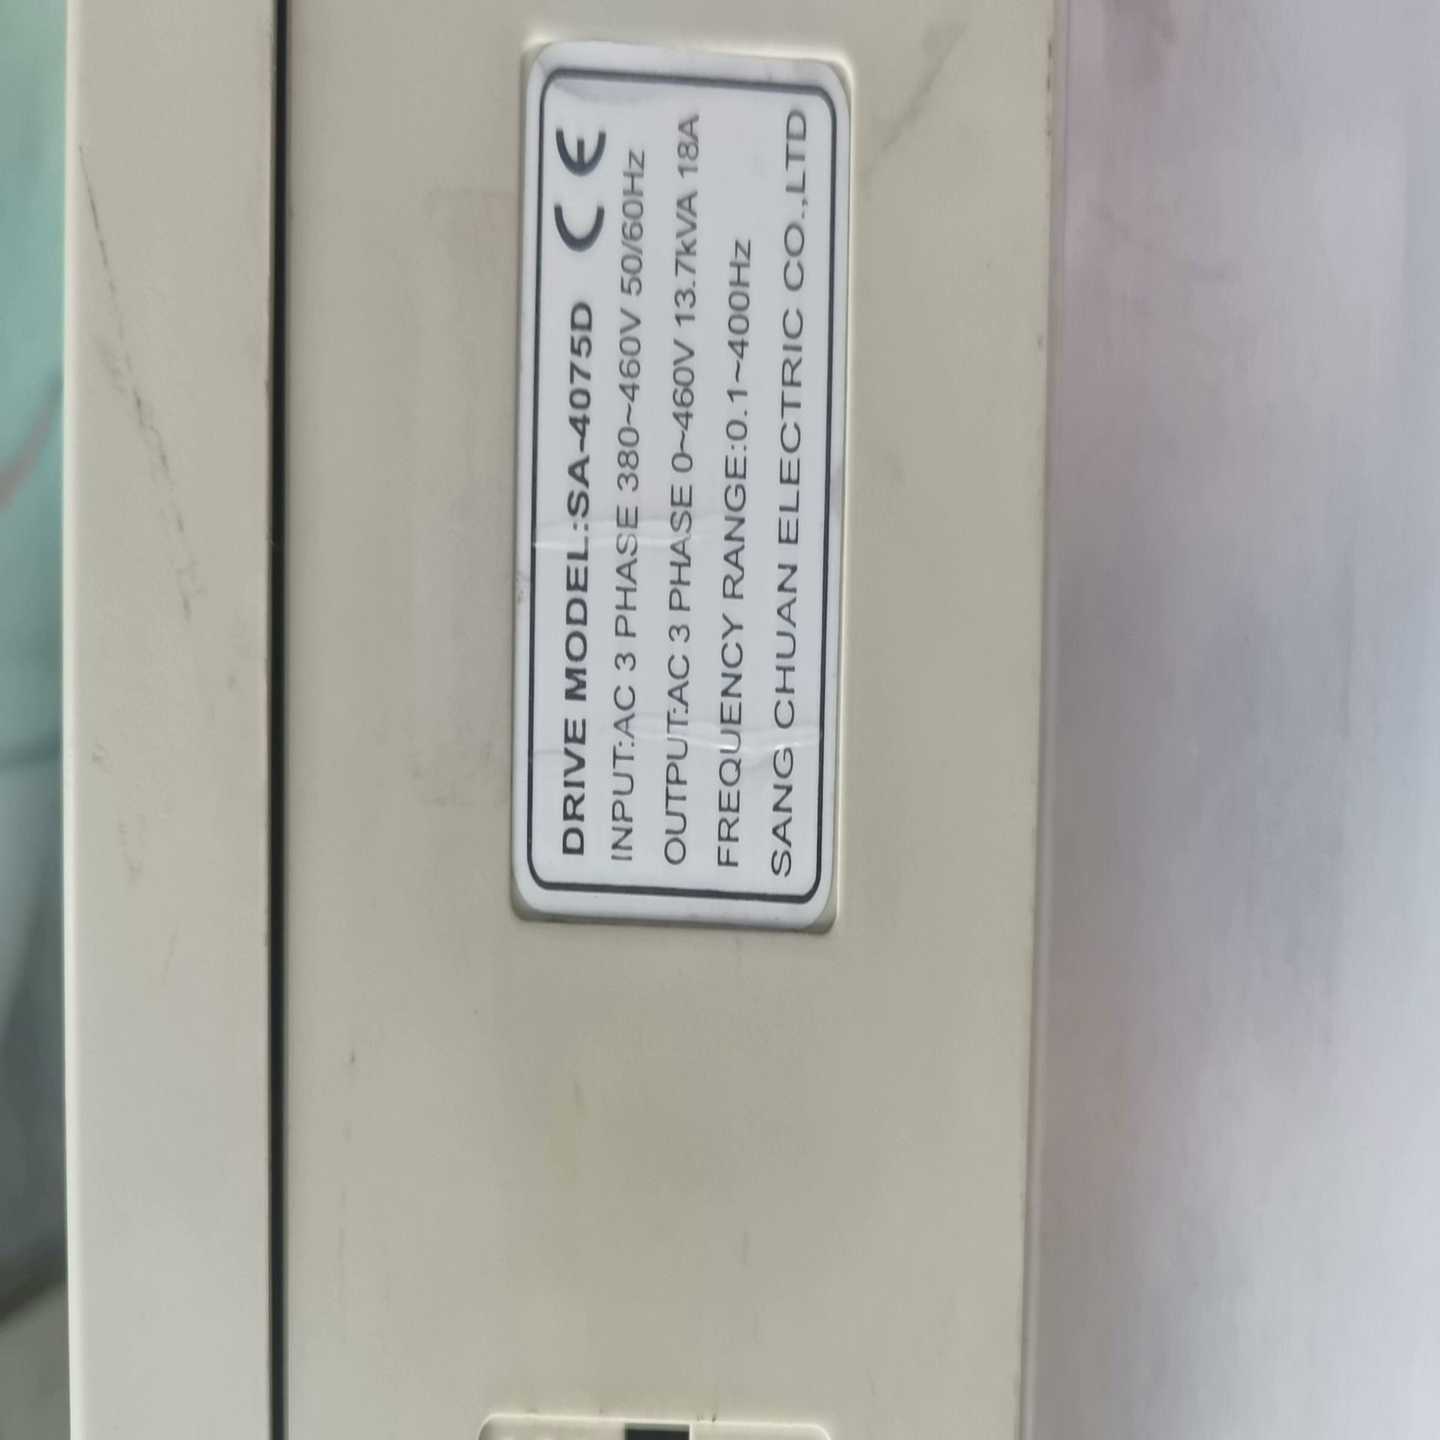 DRIVE MODEL:SA-4075D CE
INPUT:AC 3 PHASE 380~460V 50/60Hz
OUTPUT:AC 3 PHASE 0~460V 13.7kVA 18A
FREQUENCY RANGE:0.1~400Hz
SANG CHUAN ELECTRIC CO.,LTD